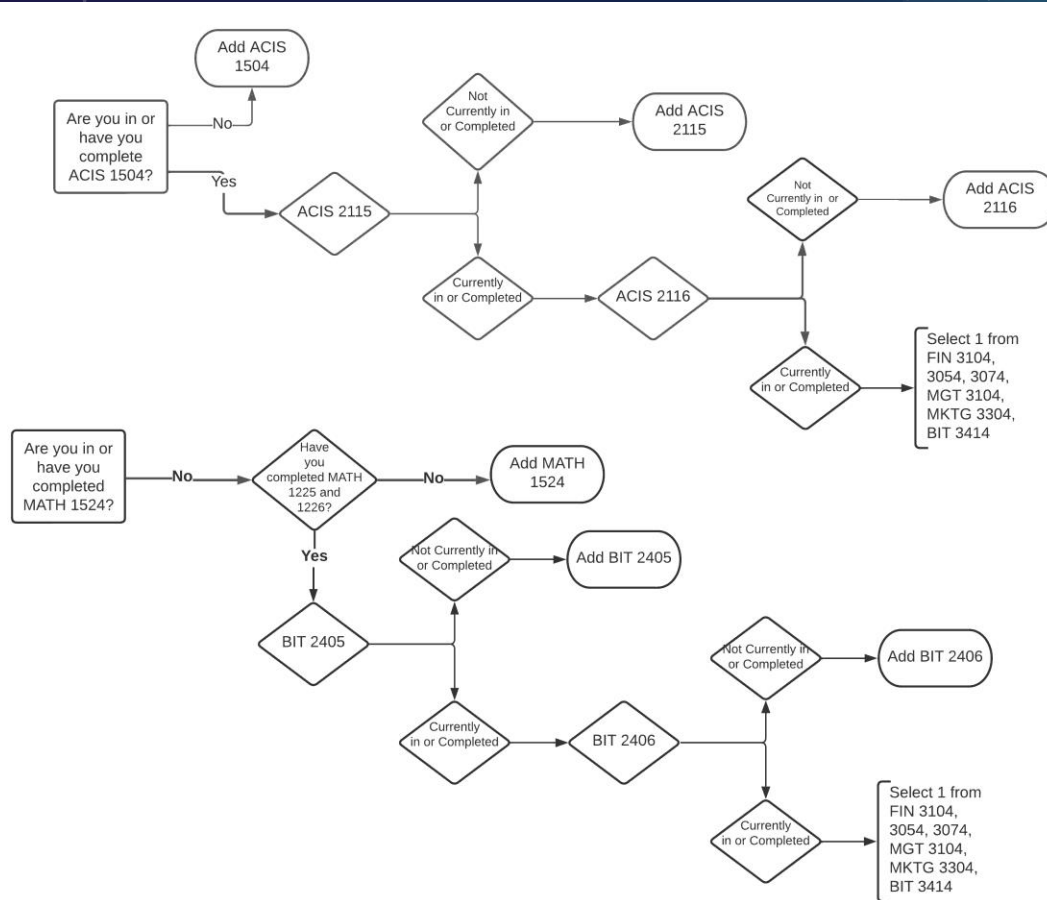 Add ACIS
1504
Are you in or
have you
complete
ACIS 1504?
No
Yes
ACIS 2115
Not
Currently in
or Completed
Add ACIS
2115
Currently
in or Completed
ACIS 2116
Not
Currently in or
Completed
Add ACIS
2116
Currently
in or Completed
Select 1 from
FIN 3104,
3054, 3074,
MGT 3104,
MKTG 3304,
BIT 3414
Are you in or
have you
completed
MATH 1524?
No
Have
you
completed MATH
1225 and
1226?
No
Add MATH
1524
Yes
BIT 2405
Not Currently in
or Completed
Add BIT 2405
Currently
in or Completed
BIT 2406
Not Currently in
or Completed
Add BIT 2406
Currently
in or Completed
Select 1 from
FIN 3104,
3054, 3074,
MGT 3104,
MKTG 3304,
BIT 3414